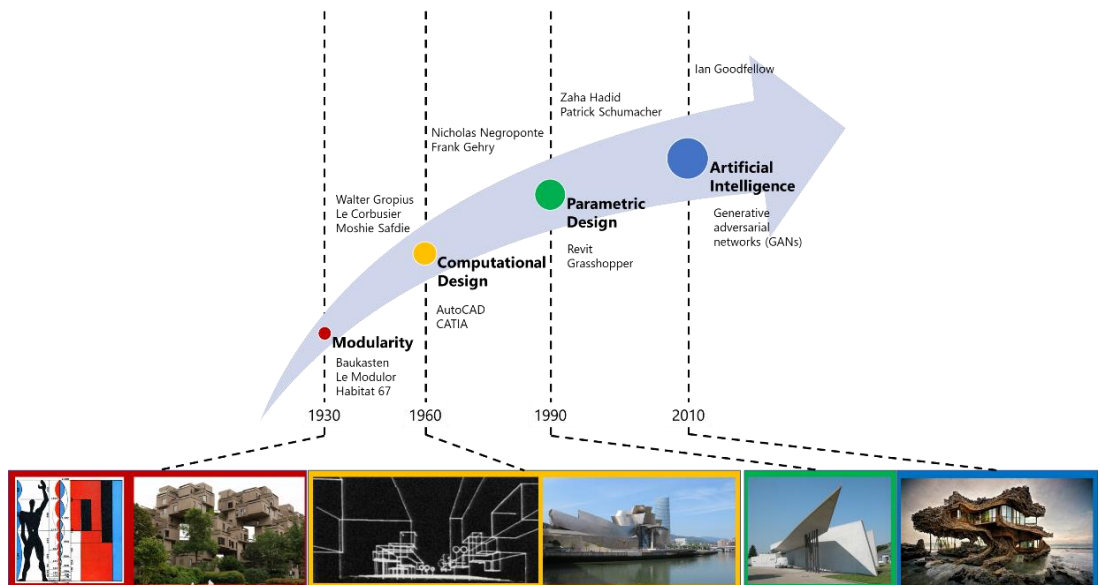 Ian Goodfellow
Zaha Hadid
Patrick Schumacher
Nicholas Negroponte
Frank Gehry
Artificial
Intelligence
Walter Gropius
Le Corbusier
Moshie Safdie
Parametric
Design
Generative
adversarial
networks (GANs)
Revit
Grasshopper
Computational
Design
AutoCAD
CATIA
Modularity
Baukasten
Le Modulor
Habitat 67
1930
1960
1990
2010